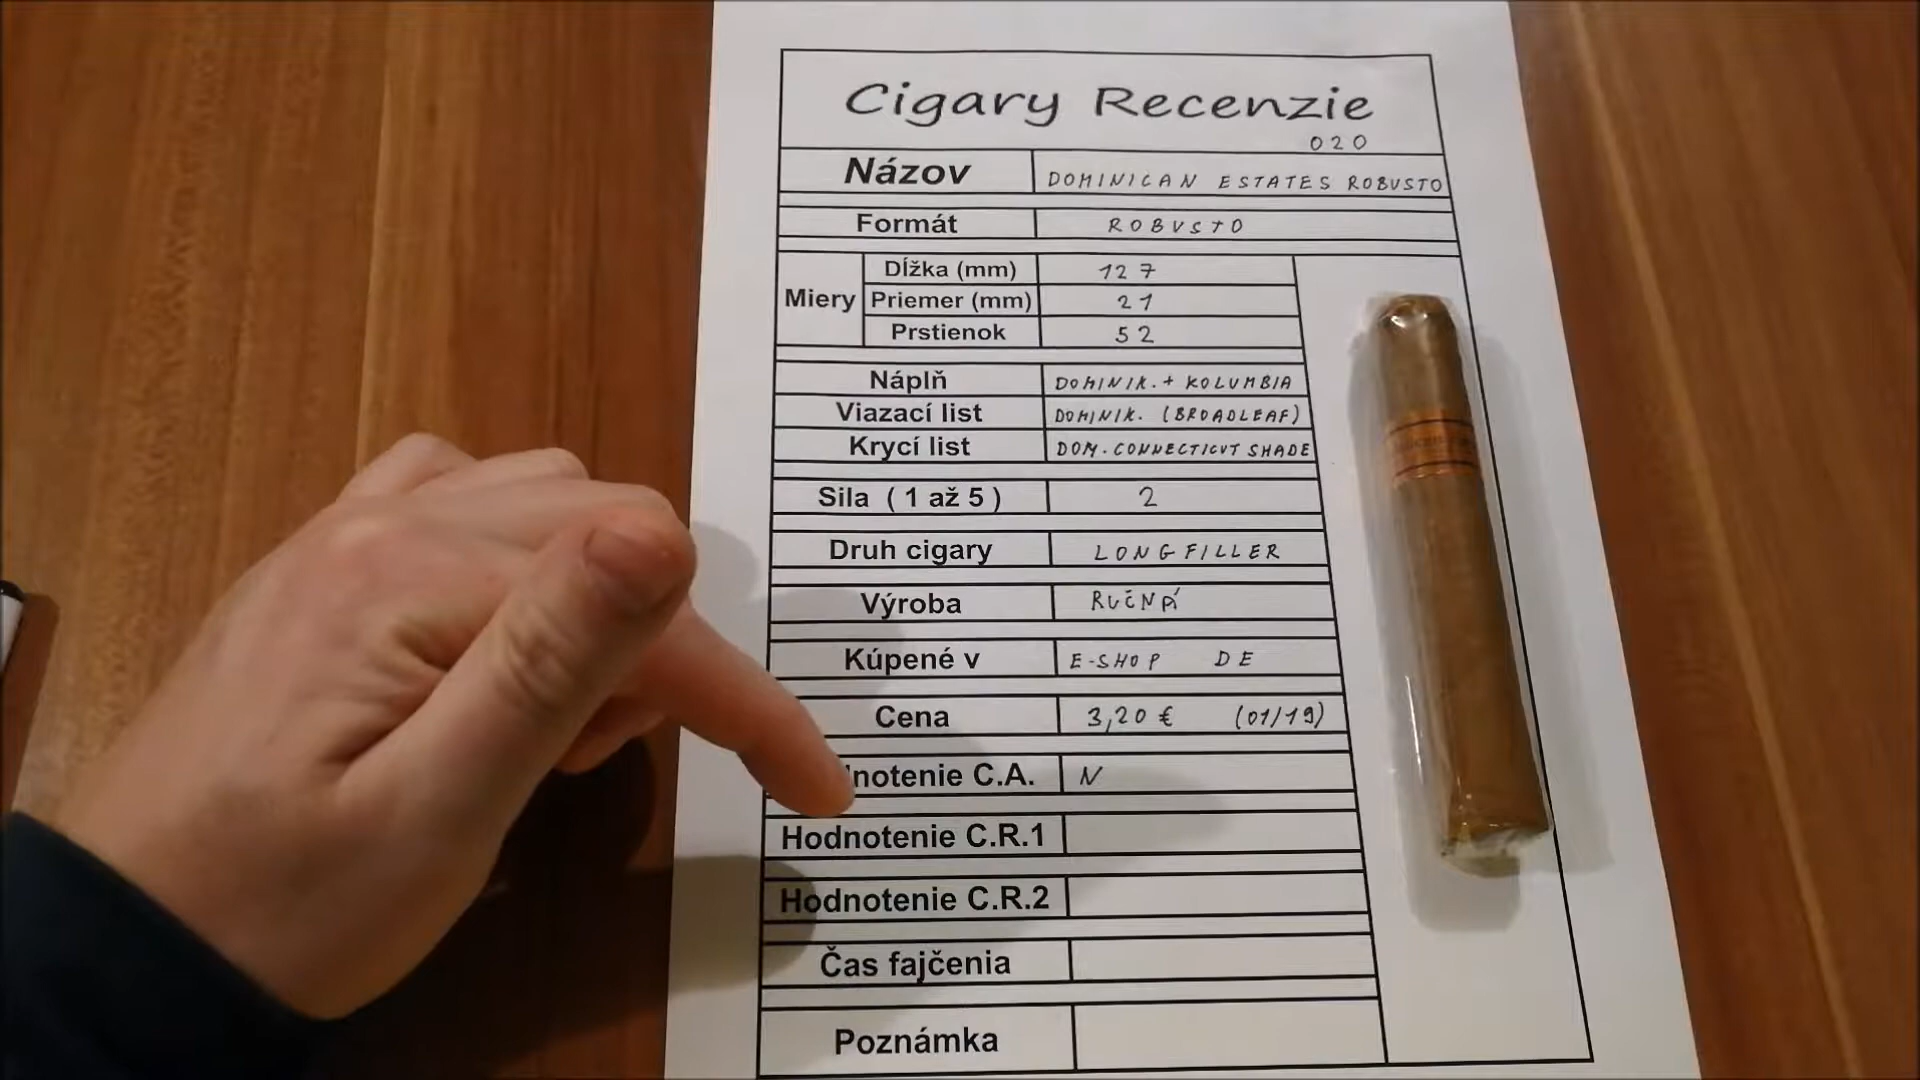 Cigary Recenzie
020
Názov DOMINICAN ESTATES ROBUSTO
Formát ROBUSTO
Miery
Dĺžka (mm) 127
Priemer (mm) 21
Prstienok 52
Náplň DOMINIK. + KOLUMBIA
Viazací list DOMINIK. (BROADLEAF)
Krycí list DOM. CONNECTICUT SHADE
Sila ( 1 až 5 ) 2
Druh cigary LONGFILLER
Výroba RUČNÁ
Kúpené v E-SHOP DE
Cena 3,20 € (01/19)
notenie C.A. N
Hodnotenie C.R.1
Hodnotenie C.R.2
Čas fajčenia
Poznámka